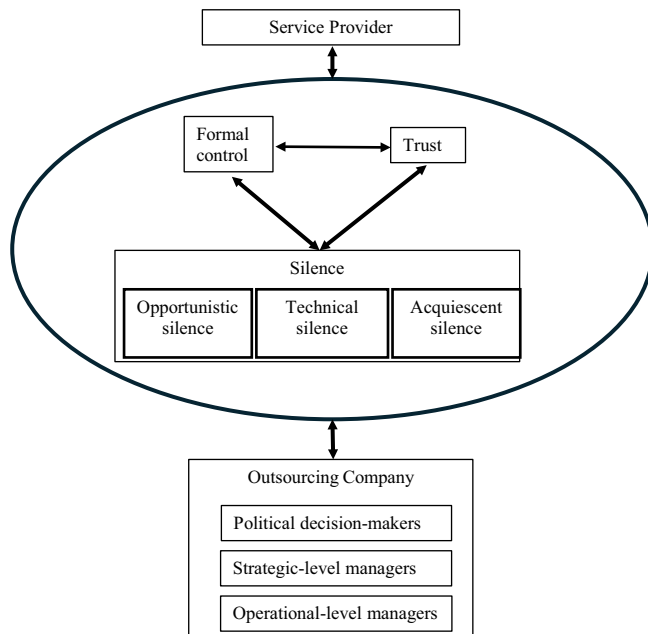 Service Provider
Formal
control
Trust
Silence
Opportunistic
silence
Technical
silence
Acquiescent
silence
Outsourcing Company
Political decision-makers
Strategic-level managers
Operational-level managers